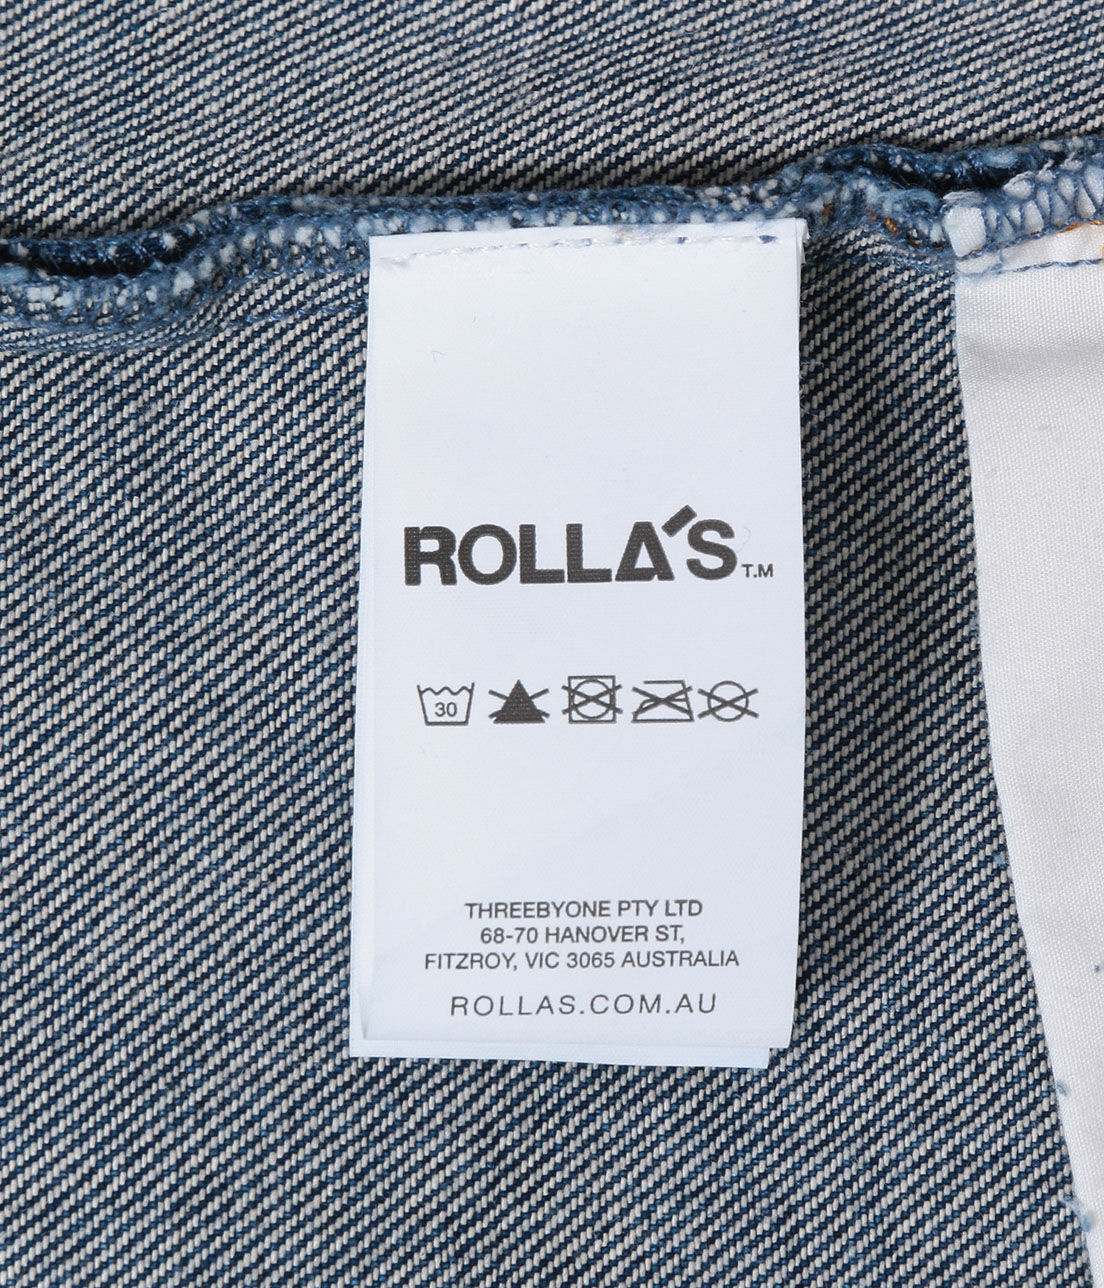 ROLLA'S T.M
30
THREEBYONE PTY LTD
68-70 HANOVER ST,
FITZROY, VIC 3065 AUSTRALIA
ROLLAS.COM.AU